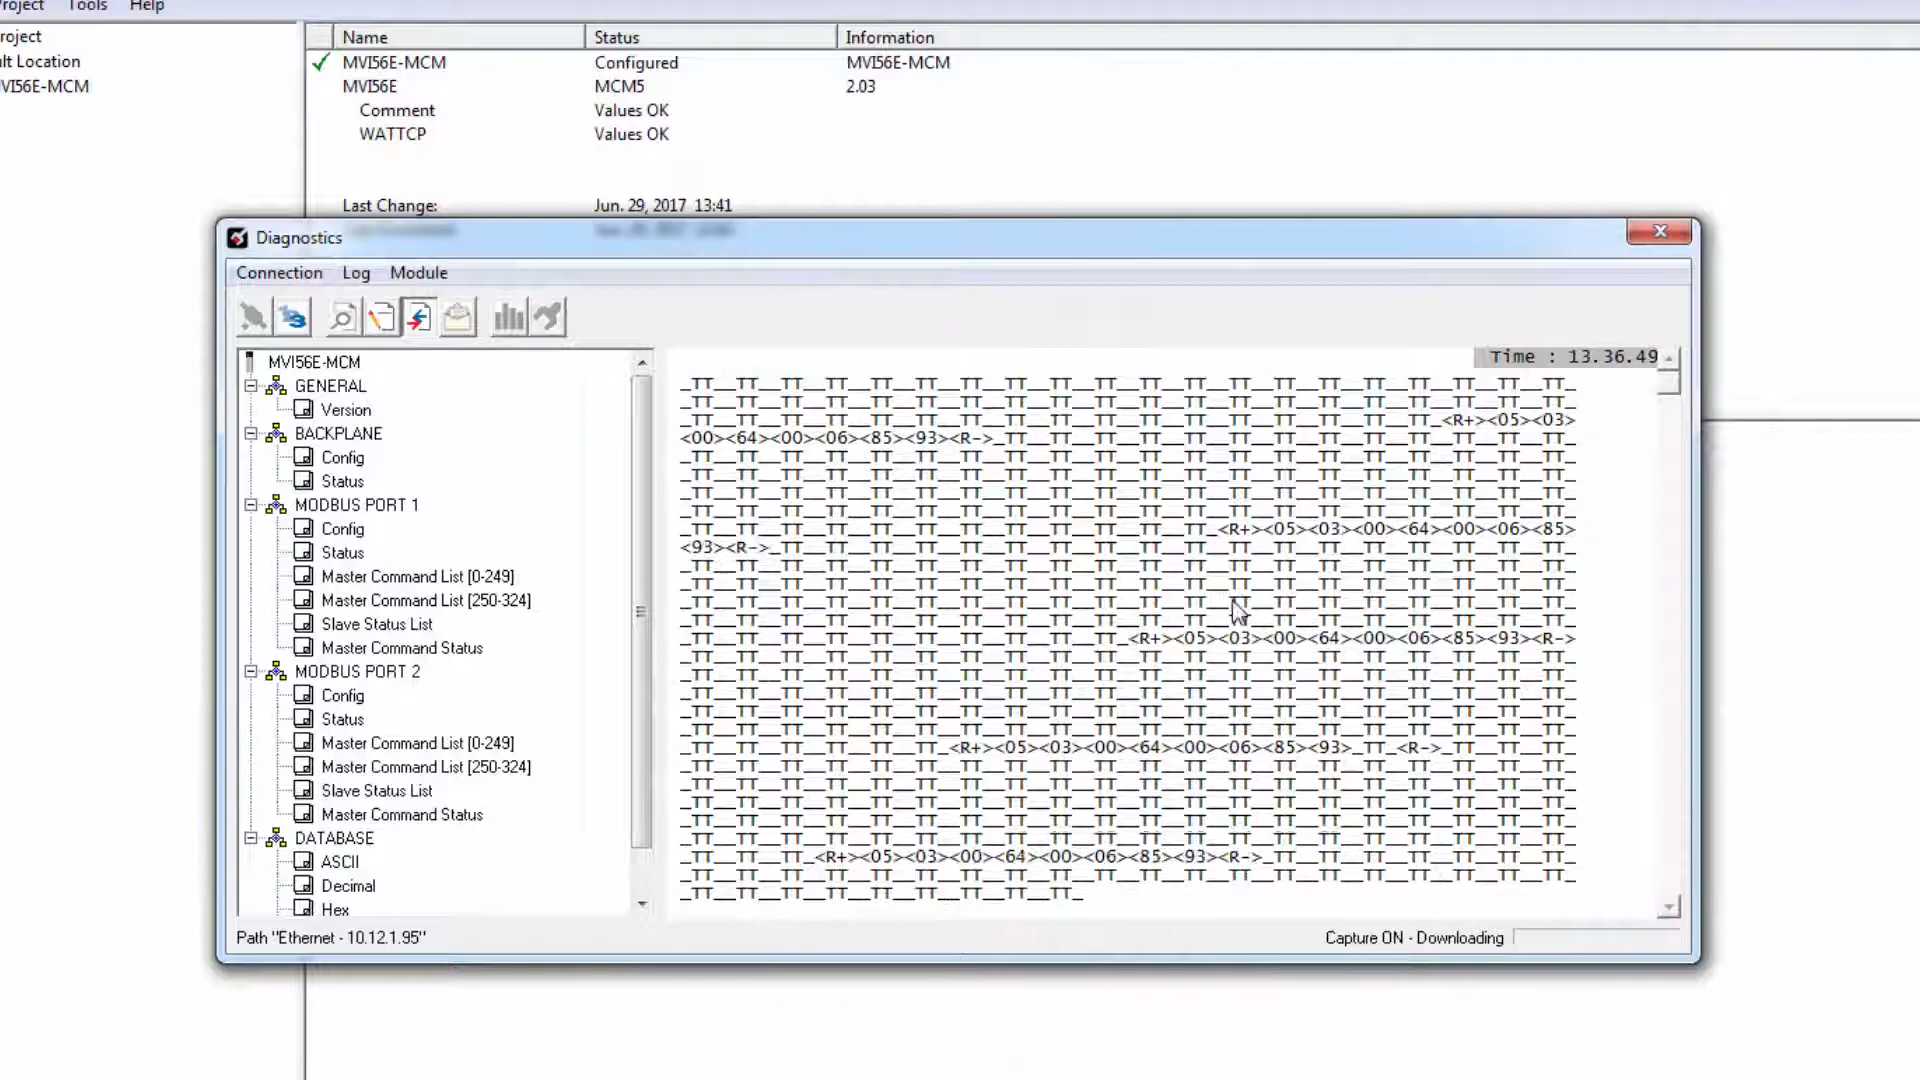 roject Tools Help
roject
ult Location
VI56E-MCM
Name Status Information
MVI56E-MCM Configured MVI56E-MCM
MVI56E MCM5 2.03
Comment Values OK
WATTCP Values OK
Last Change: Jun. 29, 2017 13:41
Diagnostics
Connection Log Module
MVI56E-MCM
GENERAL
Version
BACKPLANE
Config
Status
MODBUS PORT 1
Config
Status
Master Command List [0-249]
Master Command List [250-324]
Slave Status List
Master Command Status
MODBUS PORT 2
Config
Status
Master Command List [0-249]
Master Command List [250-324]
Slave Status List
Master Command Status
DATABASE
ASCII
Decimal
Hex
Time : 13.36.49
_TT__TT__TT__TT__TT__TT__TT__TT__TT__TT__TT__TT__TT__TT__TT__TT__TT__TT__TT__TT_
_TT__TT__TT__TT__TT__TT__TT__TT__TT__TT__TT__TT__TT__TT__TT__TT__TT__TT__TT__TT_
_TT__TT__TT__TT__TT__TT__TT__TT__TT__TT__TT__TT__TT__TT__TT__TT__TT_<R+><05><03>
<00><64><00><06><85><93><R->_TT__TT__TT__TT__TT__TT__TT__TT__TT__TT__TT__TT__TT_
_TT__TT__TT__TT__TT__TT__TT__TT__TT__TT__TT__TT__TT__TT__TT__TT__TT__TT__TT__TT_
_TT__TT__TT__TT__TT__TT__TT__TT__TT__TT__TT__TT__TT__TT__TT__TT__TT__TT__TT__TT_
_TT__TT__TT__TT__TT__TT__TT__TT__TT__TT__TT__TT__TT__TT__TT__TT__TT__TT__TT__TT_
_TT__TT__TT__TT__TT__TT__TT__TT__TT__TT__TT__TT__TT__TT__TT__TT__TT__TT__TT__TT_
_TT__TT__TT__TT__TT__TT__TT__TT__TT__TT__TT__TT_<R+><05><03><00><64><00><06><85>
<93><R->_TT__TT__TT__TT__TT__TT__TT__TT__TT__TT__TT__TT__TT__TT__TT__TT__TT__TT_
_TT__TT__TT__TT__TT__TT__TT__TT__TT__TT__TT__TT__TT__TT__TT__TT__TT__TT__TT__TT_
_TT__TT__TT__TT__TT__TT__TT__TT__TT__TT__TT__TT__TT__TT__TT__TT__TT__TT__TT__TT_
_TT__TT__TT__TT__TT__TT__TT__TT__TT__TT__TT__TT__TT__TT__TT__TT__TT__TT__TT__TT_
_TT__TT__TT__TT__TT__TT__TT__TT__TT__TT__TT__TT__TT__TT__TT__TT__TT__TT__TT__TT_
_TT__TT__TT__TT__TT__TT__TT__TT__TT__TT_<R+><05><03><00><64><00><06><85><93><R->
_TT__TT__TT__TT__TT__TT__TT__TT__TT__TT__TT__TT__TT__TT__TT__TT__TT__TT__TT__TT_
_TT__TT__TT__TT__TT__TT__TT__TT__TT__TT__TT__TT__TT__TT__TT__TT__TT__TT__TT__TT_
_TT__TT__TT__TT__TT__TT__TT__TT__TT__TT__TT__TT__TT__TT__TT__TT__TT__TT__TT__TT_
_TT__TT__TT__TT__TT__TT__TT__TT__TT__TT__TT__TT__TT__TT__TT__TT__TT__TT__TT__TT_
_TT__TT__TT__TT__TT__TT__TT__TT__TT__TT__TT__TT__TT__TT__TT__TT__TT__TT__TT__TT_
_TT__TT__TT__TT__TT__TT_<R+><05><03><00><64><00><06><85><93>_TT_<R->_TT__TT__TT_
_TT__TT__TT__TT__TT__TT__TT__TT__TT__TT__TT__TT__TT__TT__TT__TT__TT__TT__TT__TT_
_TT__TT__TT__TT__TT__TT__TT__TT__TT__TT__TT__TT__TT__TT__TT__TT__TT__TT__TT__TT_
_TT__TT__TT__TT__TT__TT__TT__TT__TT__TT__TT__TT__TT__TT__TT__TT__TT__TT__TT__TT_
_TT__TT__TT__TT__TT__TT__TT__TT__TT__TT__TT__TT__TT__TT__TT__TT__TT__TT__TT__TT_
_TT__TT__TT__TT__TT__TT__TT__TT__TT__TT__TT__TT__TT__TT__TT__TT__TT__TT__TT__TT_
_TT__TT__TT_<R+><05><03><00><64><00><06><85><93><R->_TT__TT__TT__TT__TT__TT__TT_
_TT__TT__TT__TT__TT__TT__TT__TT__TT__TT__TT__TT__TT__TT__TT__TT__TT__TT__TT__TT_
_TT__TT__TT__TT__TT__TT__TT__TT__TT_
Path "Ethernet - 10.12.1.95"
Capture ON - Downloading